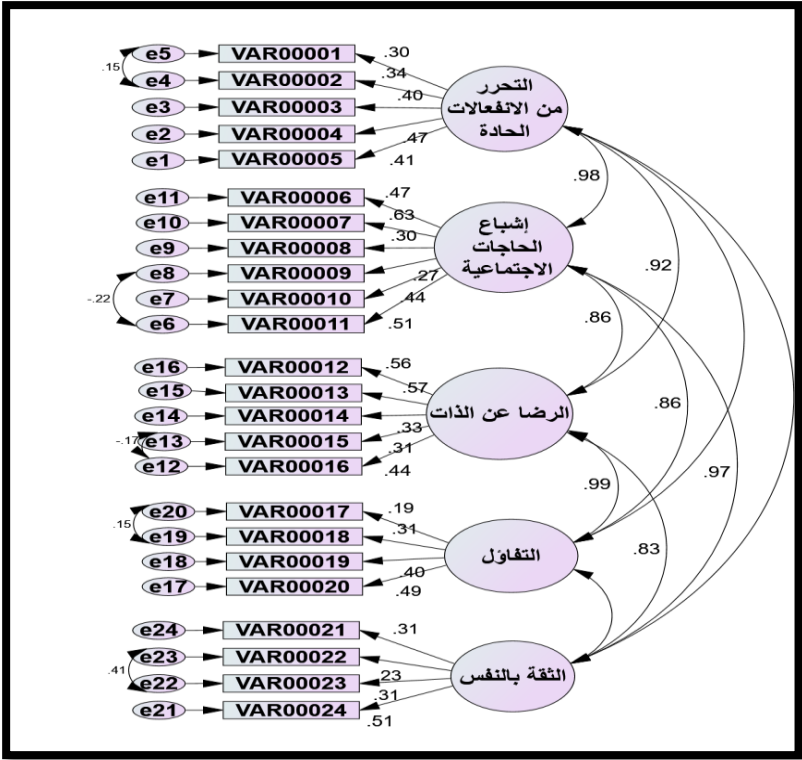 e5 VAR00001 .30
.15 e4 VAR00002 .34
e3 VAR00003 .40
e2 VAR00004 .47
e1 VAR00005 .41
التحرر
من الانفعالات
الحادة
.98
e11 VAR00006 .47
e10 VAR00007 .63
e9 VAR00008 .30
e8 VAR00009 .27
-.22 e7 VAR00010 .44
e6 VAR00011 .51
إشباع
الحاجات
الاجتماعية
.92
.86
e16 VAR00012 .56
e15 VAR00013 .57
e14 VAR00014 .33
-.17 e13 VAR00015 .31
e12 VAR00016 .44
الرضا عن الذات
.86
.99
.97
e20 VAR00017 .19
.15 e19 VAR00018 .31
e18 VAR00019 .40
e17 VAR00020 .49
التفاؤل
.83
e24 VAR00021 .31
e23 VAR00022 .23
.41 e22 VAR00023 .31
e21 VAR00024 .51
الثقة بالنفس